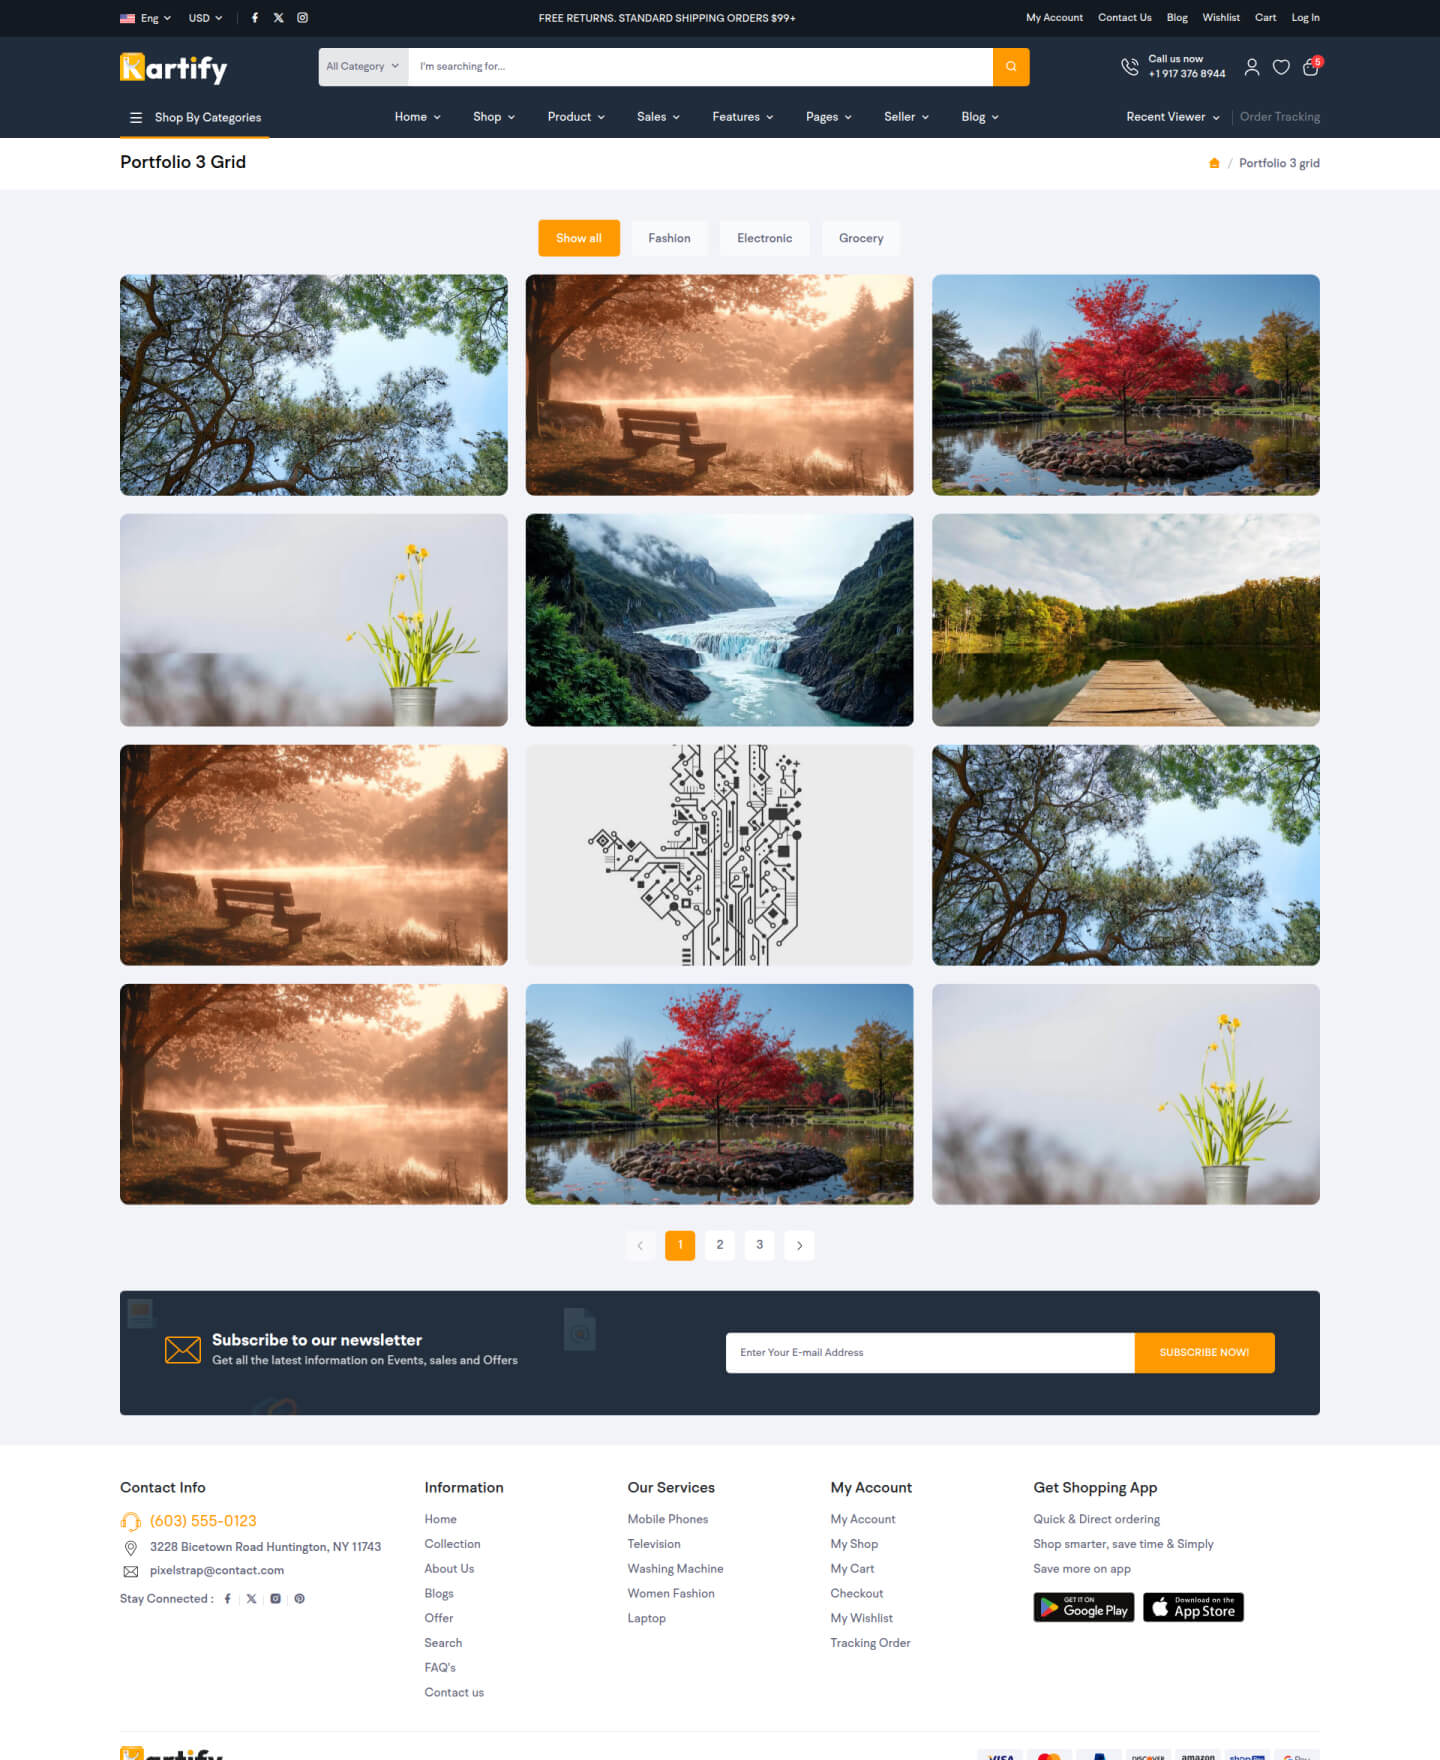 Eng USD FREE RETURNS. STANDARD SHIPPING ORDERS $99+ My Account Contact Us Blog Wishlist Cart Log In
Kartify All Category I'm searching for... Call us now
+1 917 376 8944 5
Shop By Categories Home Shop Product Sales Features Pages Seller Blog Recent Viewer Order Tracking
Portfolio 3 Grid / Portfolio 3 grid
Show all Fashion Electronic Grocery
1 2 3
Subscribe to our newsletter
Get all the latest information on Events, sales and Offers
Enter Your E-mail Address SUBSCRIBE NOW!
Contact Info
(603) 555-0123
3228 Bicetown Road Huntington, NY 11743
pixelstrap@contact.com
Stay Connected :
Information
Home
Collection
About Us
Blogs
Offer
Search
FAQ's
Contact us
Our Services
Mobile Phones
Television
Washing Machine
Women Fashion
Laptop
My Account
My Account
My Shop
My Cart
Checkout
My Wishlist
Tracking Order
Get Shopping App
Quick & Direct ordering
Shop smarter, save time & Simply
Save more on app
GET IT ON
Google Play
Download on the
App Store
Kartify VISA DISCOVER amazon shop Pay G Pay